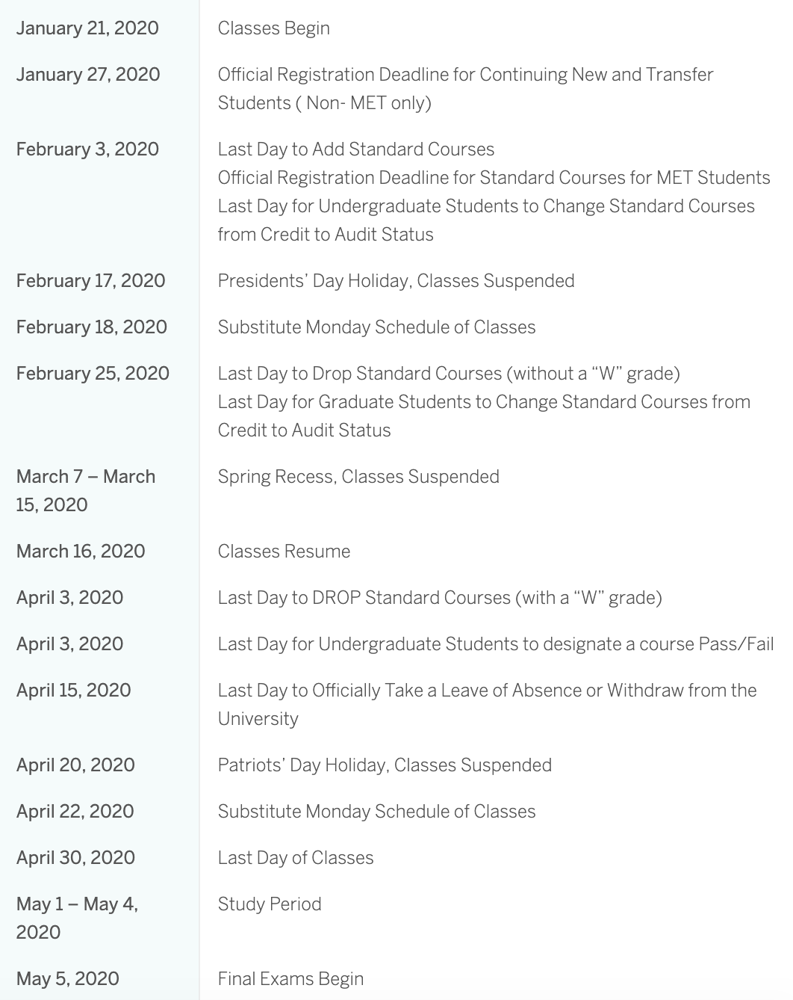 January 21, 2020 Classes Begin
January 27, 2020 Official Registration Deadline for Continuing New and Transfer
Students ( Non- MET only)
February 3, 2020 Last Day to Add Standard Courses
Official Registration Deadline for Standard Courses for MET Students
Last Day for Undergraduate Students to Change Standard Courses
from Credit to Audit Status
February 17, 2020 Presidents’ Day Holiday, Classes Suspended
February 18, 2020 Substitute Monday Schedule of Classes
February 25, 2020 Last Day to Drop Standard Courses (without a “W” grade)
Last Day for Graduate Students to Change Standard Courses from
Credit to Audit Status
March 7 – March Spring Recess, Classes Suspended
15, 2020
March 16, 2020 Classes Resume
April 3, 2020 Last Day to DROP Standard Courses (with a “W” grade)
April 3, 2020 Last Day for Undergraduate Students to designate a course Pass/Fail
April 15, 2020 Last Day to Officially Take a Leave of Absence or Withdraw from the
University
April 20, 2020 Patriots’ Day Holiday, Classes Suspended
April 22, 2020 Substitute Monday Schedule of Classes
April 30, 2020 Last Day of Classes
May 1 – May 4, Study Period
2020
May 5, 2020 Final Exams Begin